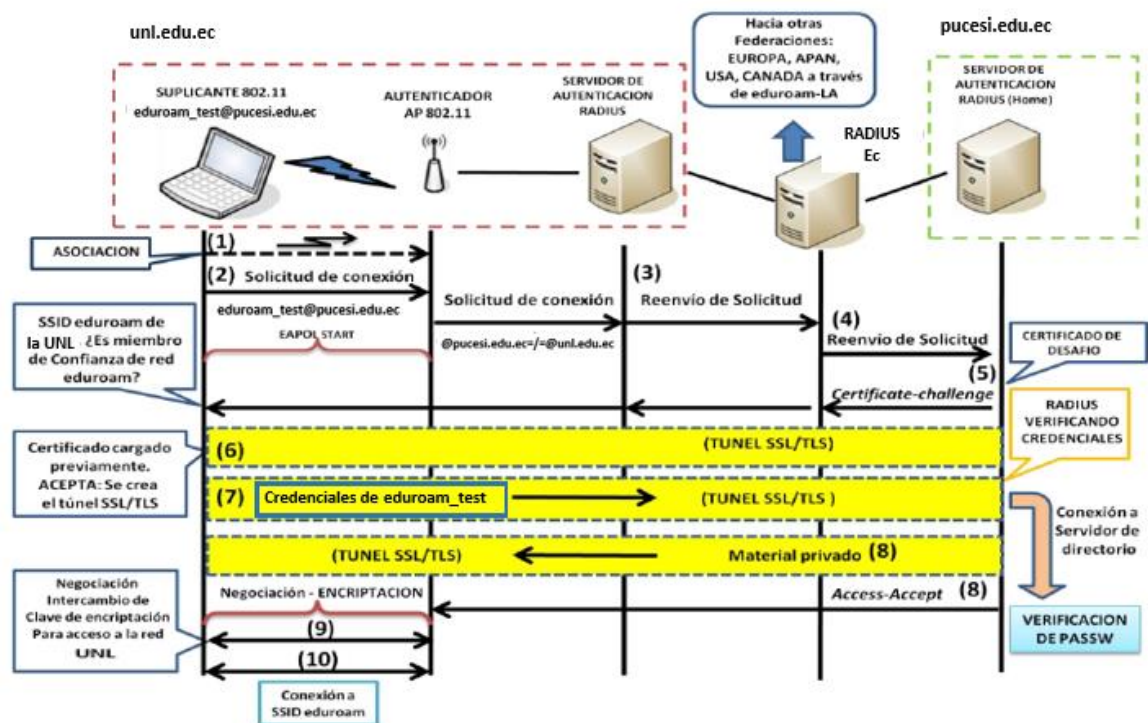 unl.edu.ec
Hacia otras
Federaciones:
EUROPA, APAN,
USA, CANADA a través
de eduroam-LA
pucesi.edu.ec
SUPLICANTE 802.11
eduroam_test@pucesi.edu.ec
AUTENTICADOR
AP 802.11
SERVIDOR DE
AUTENTICACION
RADIUS
RADIUS
Ec
SERVIDOR DE
AUTENTICACION
RADIUS (Home)
ASOCIACION
(1)
(2) Solicitud de conexión
eduroam_test@pucesi.edu.ec
EAPOL START
Solicitud de conexión
@pucesi.edu.ec=/=@unl.edu.ec
(3)
Reenvío de Solicitud
(4)
Reenvío de Solicitud
CERTIFICADO DE
DESAFIO
(5)
Certificate-challenge
SSID eduroam de
la UNL ¿Es miembro
de Confianza de red
eduroam?
RADIUS
VERIFICANDO
CREDENCIALES
Certificado cargado
previamente.
ACEPTA: Se crea
el túnel SSL/TLS
(6)
(TUNEL SSL/TLS)
(7)
Credenciales de eduroam_test
(TUNEL SSL/TLS )
Conexión a
Servidor de
directorio
(TUNEL SSL/TLS)
Material privado (8)
Negociación
Intercambio de
Clave de encriptación
Para acceso a la red
UNL
Negociación - ENCRIPTACION
Access-Accept
(8)
VERIFICACION
DE PASSW
(9)
(10)
Conexión a
SSID eduroam